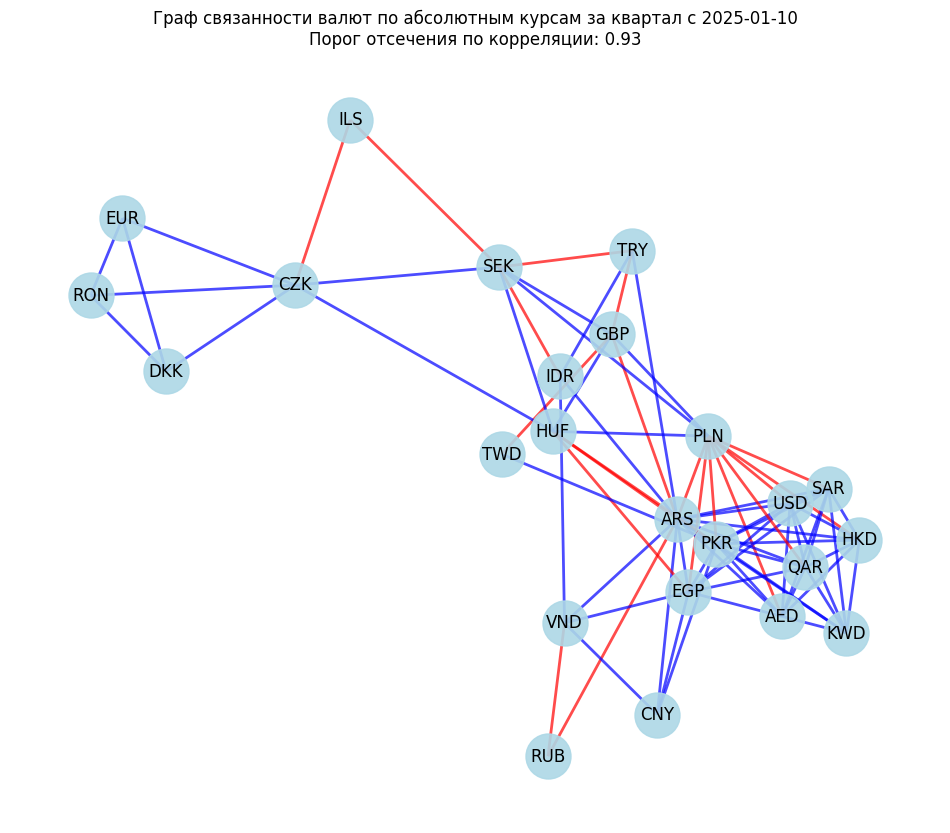 Граф связанности валют по абсолютным курсам за квартал с 2025-01-10
Порог отсечения по корреляции: 0.93
ILS
EUR
TRY
SEK
CZK
RON
GBP
DKK
IDR
HUF
PLN
TWD
SAR
USD
ARS
HKD
PKR
QAR
EGP
AED
VND
KWD
CNY
RUB